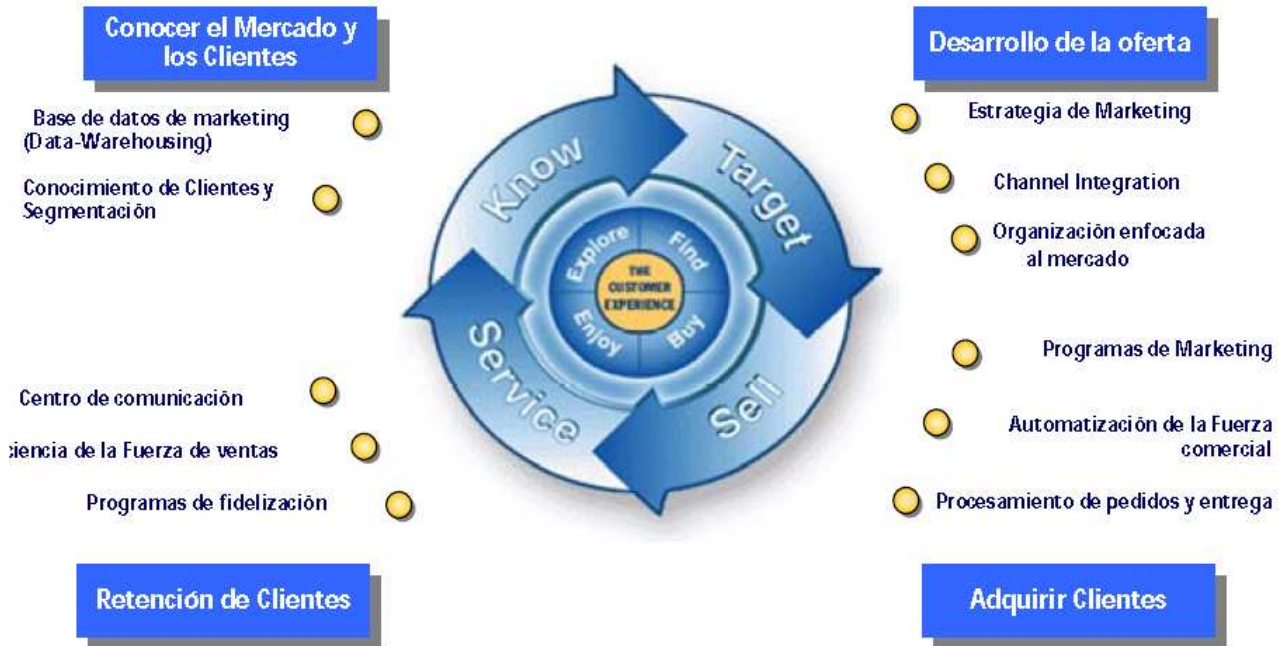 Conocer el Mercado y
los Clientes
Base de datos de marketing
(Data-Warehousing)
Conocimiento de Clientes y
Segmentación
Centro de comunicación
ciencia de la Fuerza de ventas
Programas de fidelización
Retención de Clientes
Know
Target
Sell
Service
Explore
Find
Buy
Enjoy
THE
CUSTOMER
EXPERIENCE
Desarrollo de la oferta
Estrategia de Marketing
Channel Integration
Organización enfocada
al mercado
Programas de Marketing
Automatización de la Fuerza
comercial
Procesamiento de pedidos y entrega
Adquirir Clientes